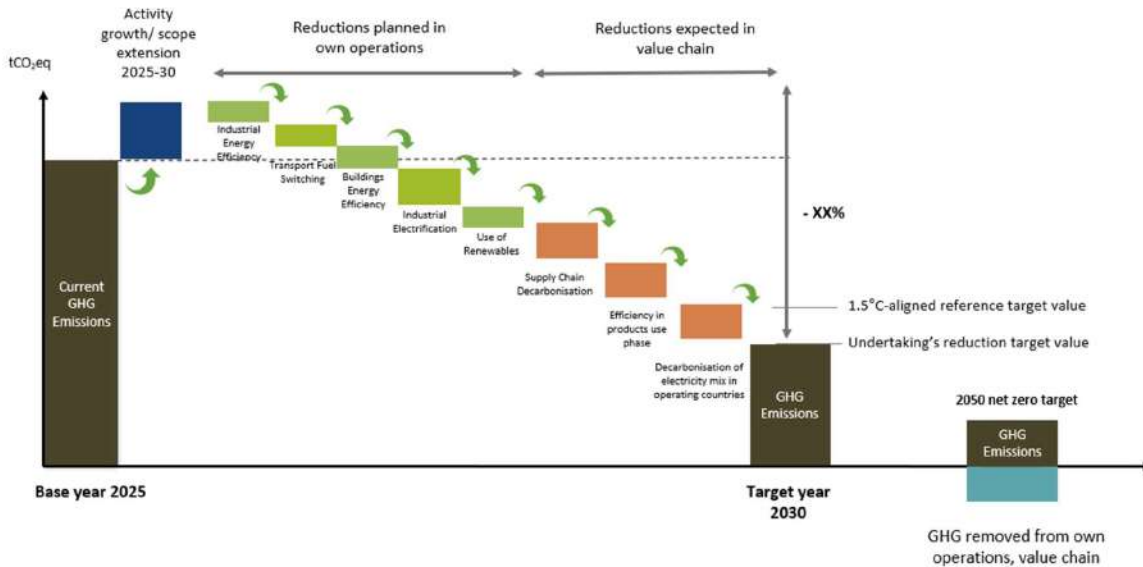 Activity
growth/ scope
extension
2025-30
Reductions planned in
own operations
Reductions expected in
value chain
tCO₂eq
Industrial
Energy
Efficiency
Transport Fuel
Switching
Buildings
Energy
Efficiency
Industrial
Electrification
Use of
Renewables
Supply Chain
Decarbonisation
Efficiency in
products use
phase
Decarbonisation of
electricity mix in
operating countries
- XX%
1.5°C-aligned reference target value
Undertaking's reduction target value
Current
GHG
Emissions
GHG
Emissions
2050 net zero target
GHG
Emissions
Base year 2025
Target year
2030
GHG removed from own
operations, value chain